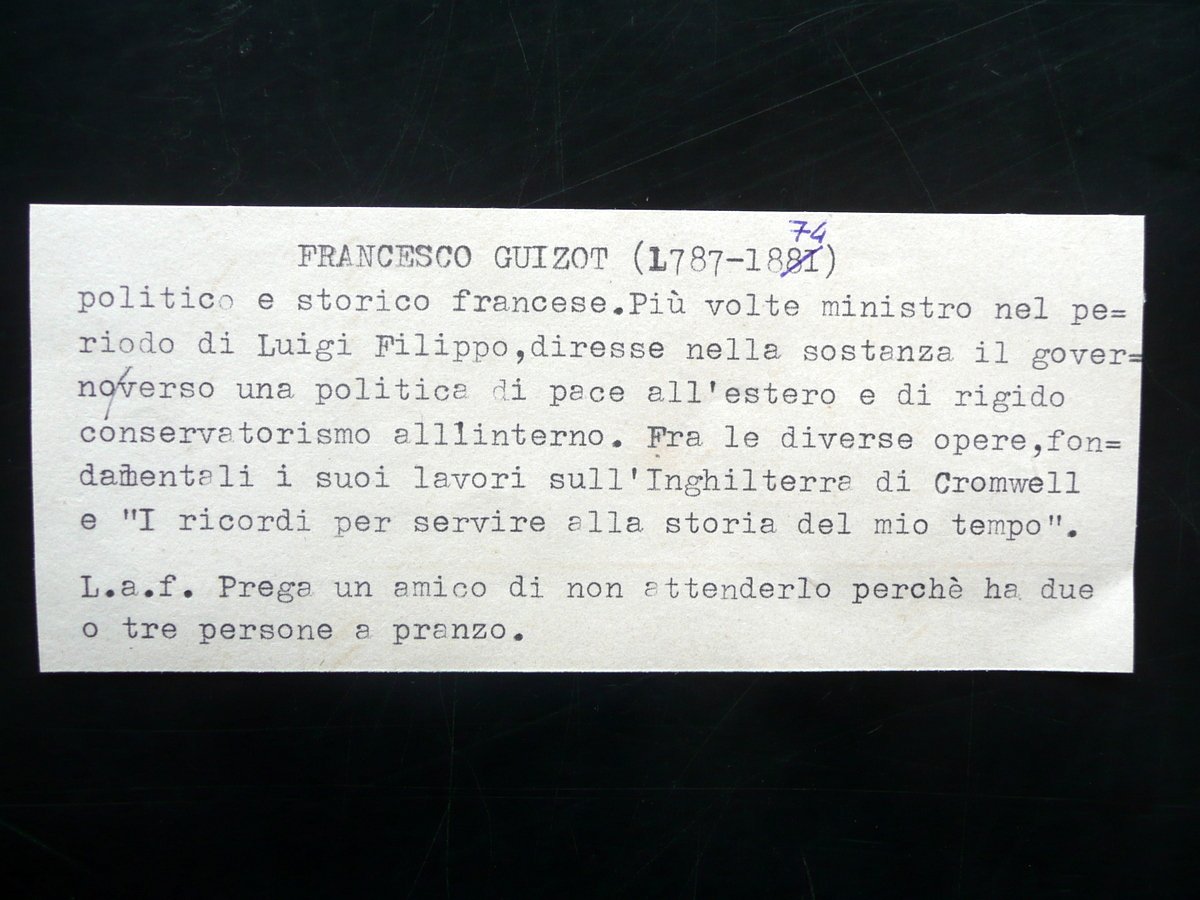 74
FRANCESCO GUIZOT (L787-1881)
politico e storico francese.Più volte ministro nel pe=
riodo di Luigi Filippo,diresse nella sostanza il gover=
no/verso una politica di pace all'estero e di rigido
conservatorismo alllinterno. Fra le diverse opere,fon=
damentali i suoi lavori sull'Inghilterra di Cromwell
e "I ricordi per servire alla storia del mio tempo".
L.a.f. Prega un amico di non attenderlo perchè ha due
o tre persone a pranzo.